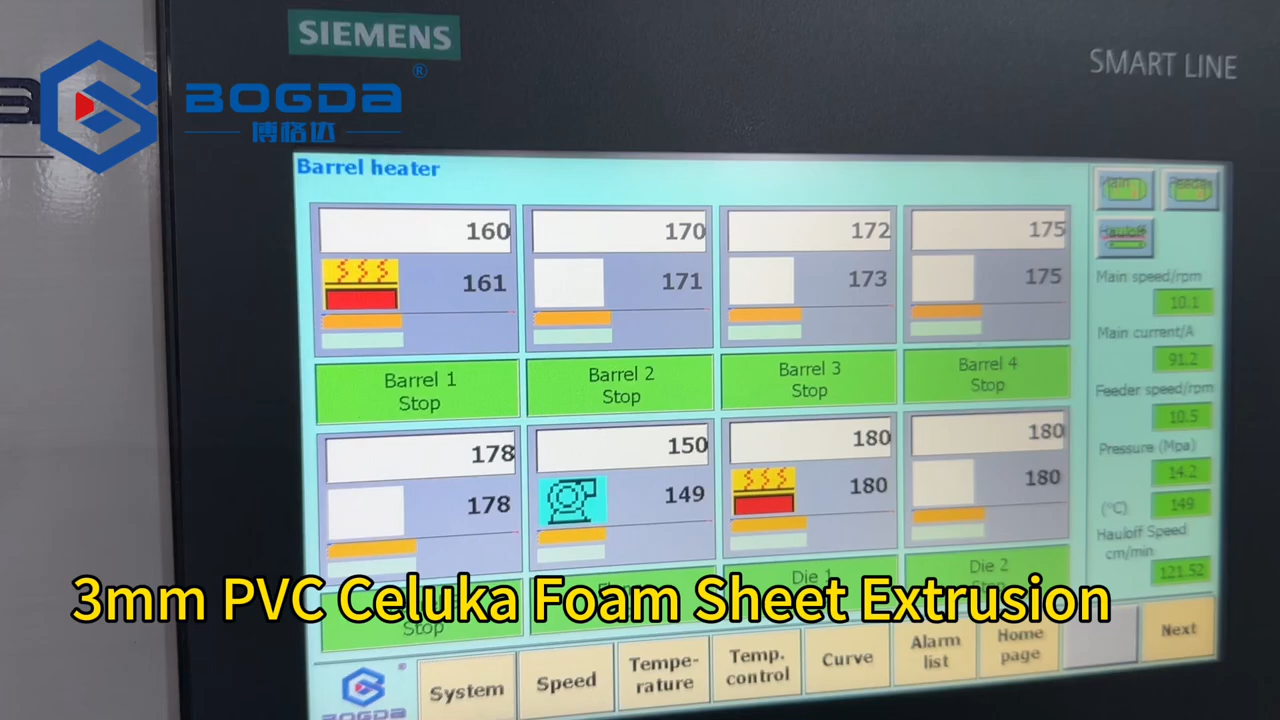 SIEMENS
SMART LINE
BOGDA
®
博格达
Barrel heater
160
161
170
171
172
173
175
175
Barrel 1
Stop
Barrel 2
Stop
Barrel 3
Stop
Barrel 4
Stop
178
178
150
149
180
180
180
180
Stop
Die 1
Die 2
Main
Feeder
Hauloff
Main speed/rpm
10.1
Main current/A
91.2
Feeder speed/rpm
10.5
Pressure (Mpa)
14.2
(°C)
149
Hauloff Speed
cm/min
121.52
3mm PVC Celuka Foam Sheet Extrusion
BOGDA
®
System
Speed
Tempe-
rature
Temp.
control
Curve
Alarm
list
Home
page
Next